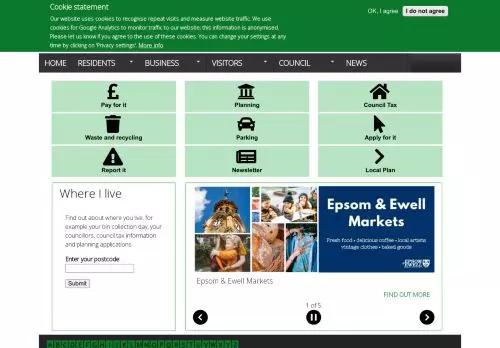 Cookie statement
Our website uses cookies to recognise repeat visits and measure website traffic. We use
cookies for Google Analytics to monitor traffic to our website; this information is anonymised.
Please let us know if you agree to the use of these cookies. You can change your settings at any
time by clicking on 'Privacy settings'. More info
OK, I agree
I do not agree
HOME RESIDENTS BUSINESS VISITORS COUNCIL NEWS
Pay for it
Planning
Council Tax
Waste and recycling
Parking
Apply for it
Report it
Newsletter
Local Plan
Where I live
Find out about where you live, for
example your bin collection day, your
councillors, council tax information
and planning applications.
Enter your postcode:
Submit
Epsom & Ewell
Markets
Fresh food • delicious coffee • local artists
vintage clothes • baked goods
EPSOM
&EWELL
Epsom & Ewell Markets
FIND OUT MORE
1 of 5
A B C D E F G H I J K L M N O P Q R S T U V W X Y Z